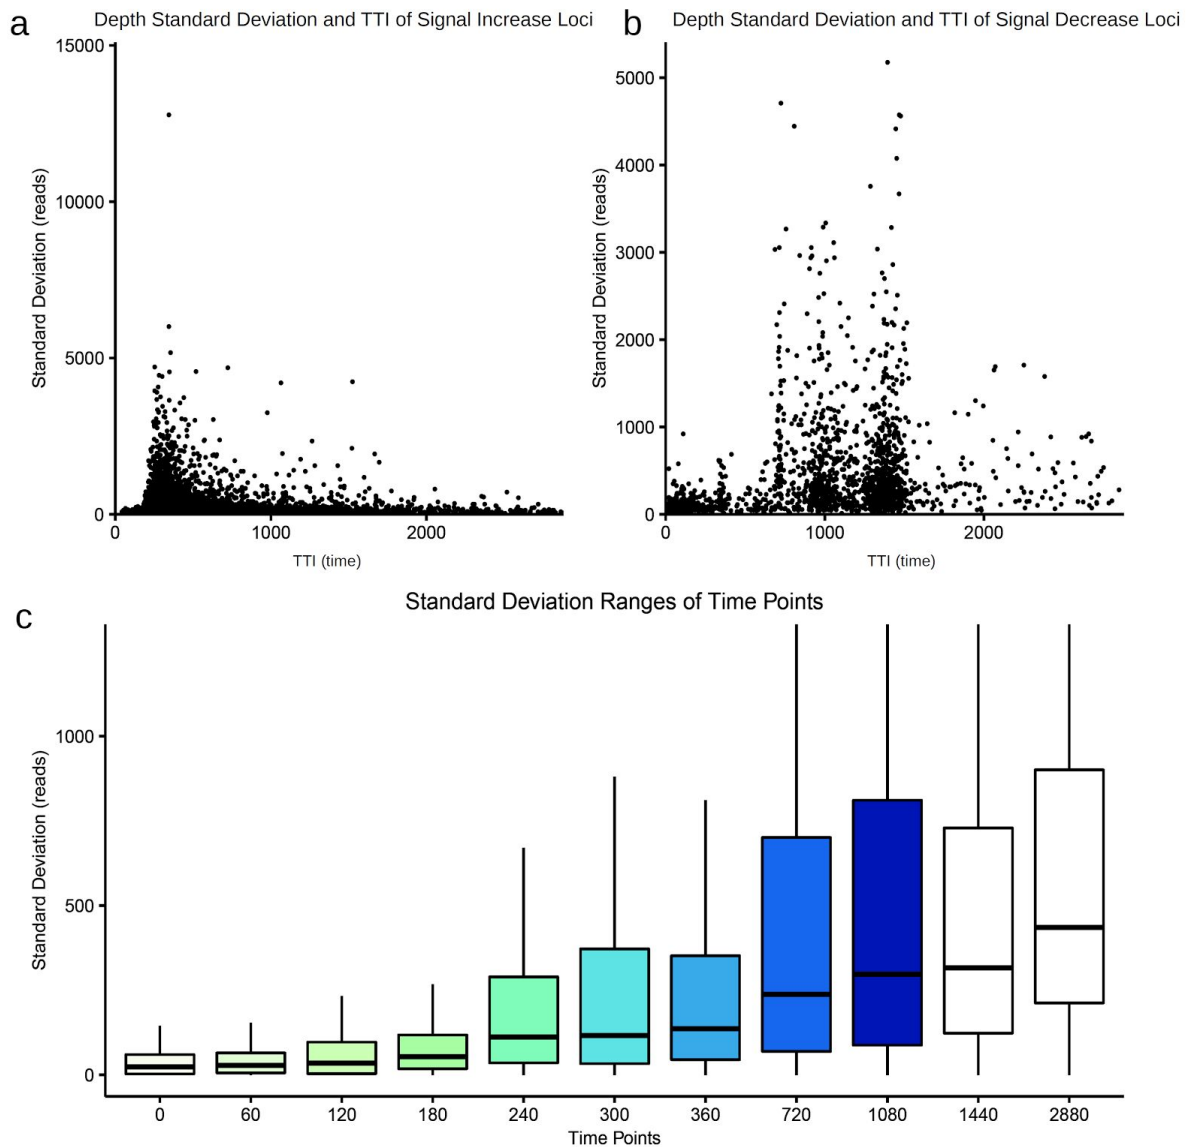 a
Depth Standard Deviation and TTI of Signal Increase Loci
15000
10000
5000
0
Standard Deviation (reads)
0 1000 2000
TTI (time)
b
Depth Standard Deviation and TTI of Signal Decrease Loci
5000
4000
3000
2000
1000
0
Standard Deviation (reads)
0 1000 2000
TTI (time)
c
Standard Deviation Ranges of Time Points
1000
500
0
Standard Deviation (reads)
0 60 120 180 240 300 360 720 1080 1440 2880
Time Points